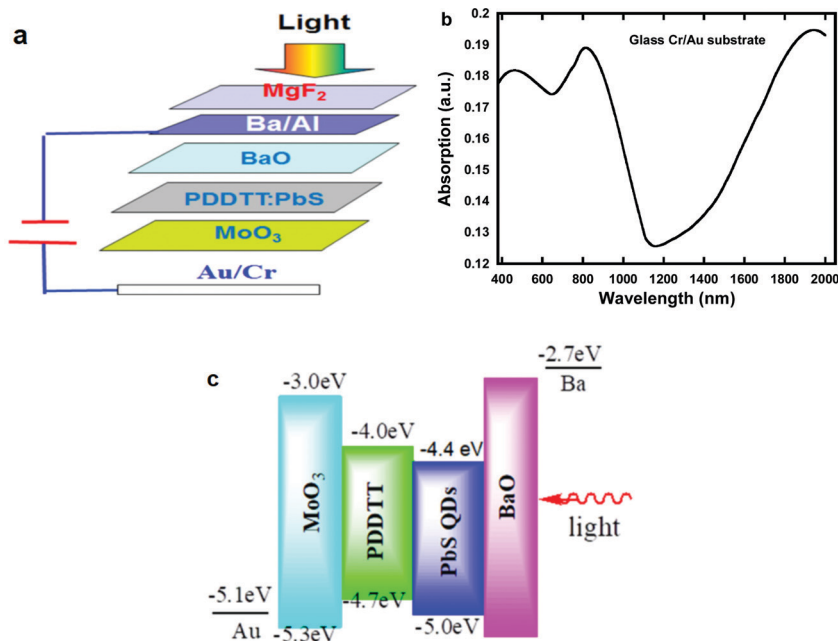 a
Light
MgF₂
Ba/Al
BaO
PDDTT:PbS
MoO₃
Au/Cr
b
Glass Cr/Au substrate
Absorption (a.u.)
0.2
0.19
0.18
0.17
0.16
0.15
0.14
0.13
0.12
400 600 800 1000 1200 1400 1600 1800 2000
Wavelength (nm)
c
-2.7eV
Ba
-3.0eV
-4.0eV
-4.4 eV
MoO₃
PDDTT
PbS QDs
BaO
light
-5.1eV
Au
-5.3eV
-4.7eV
-5.0eV